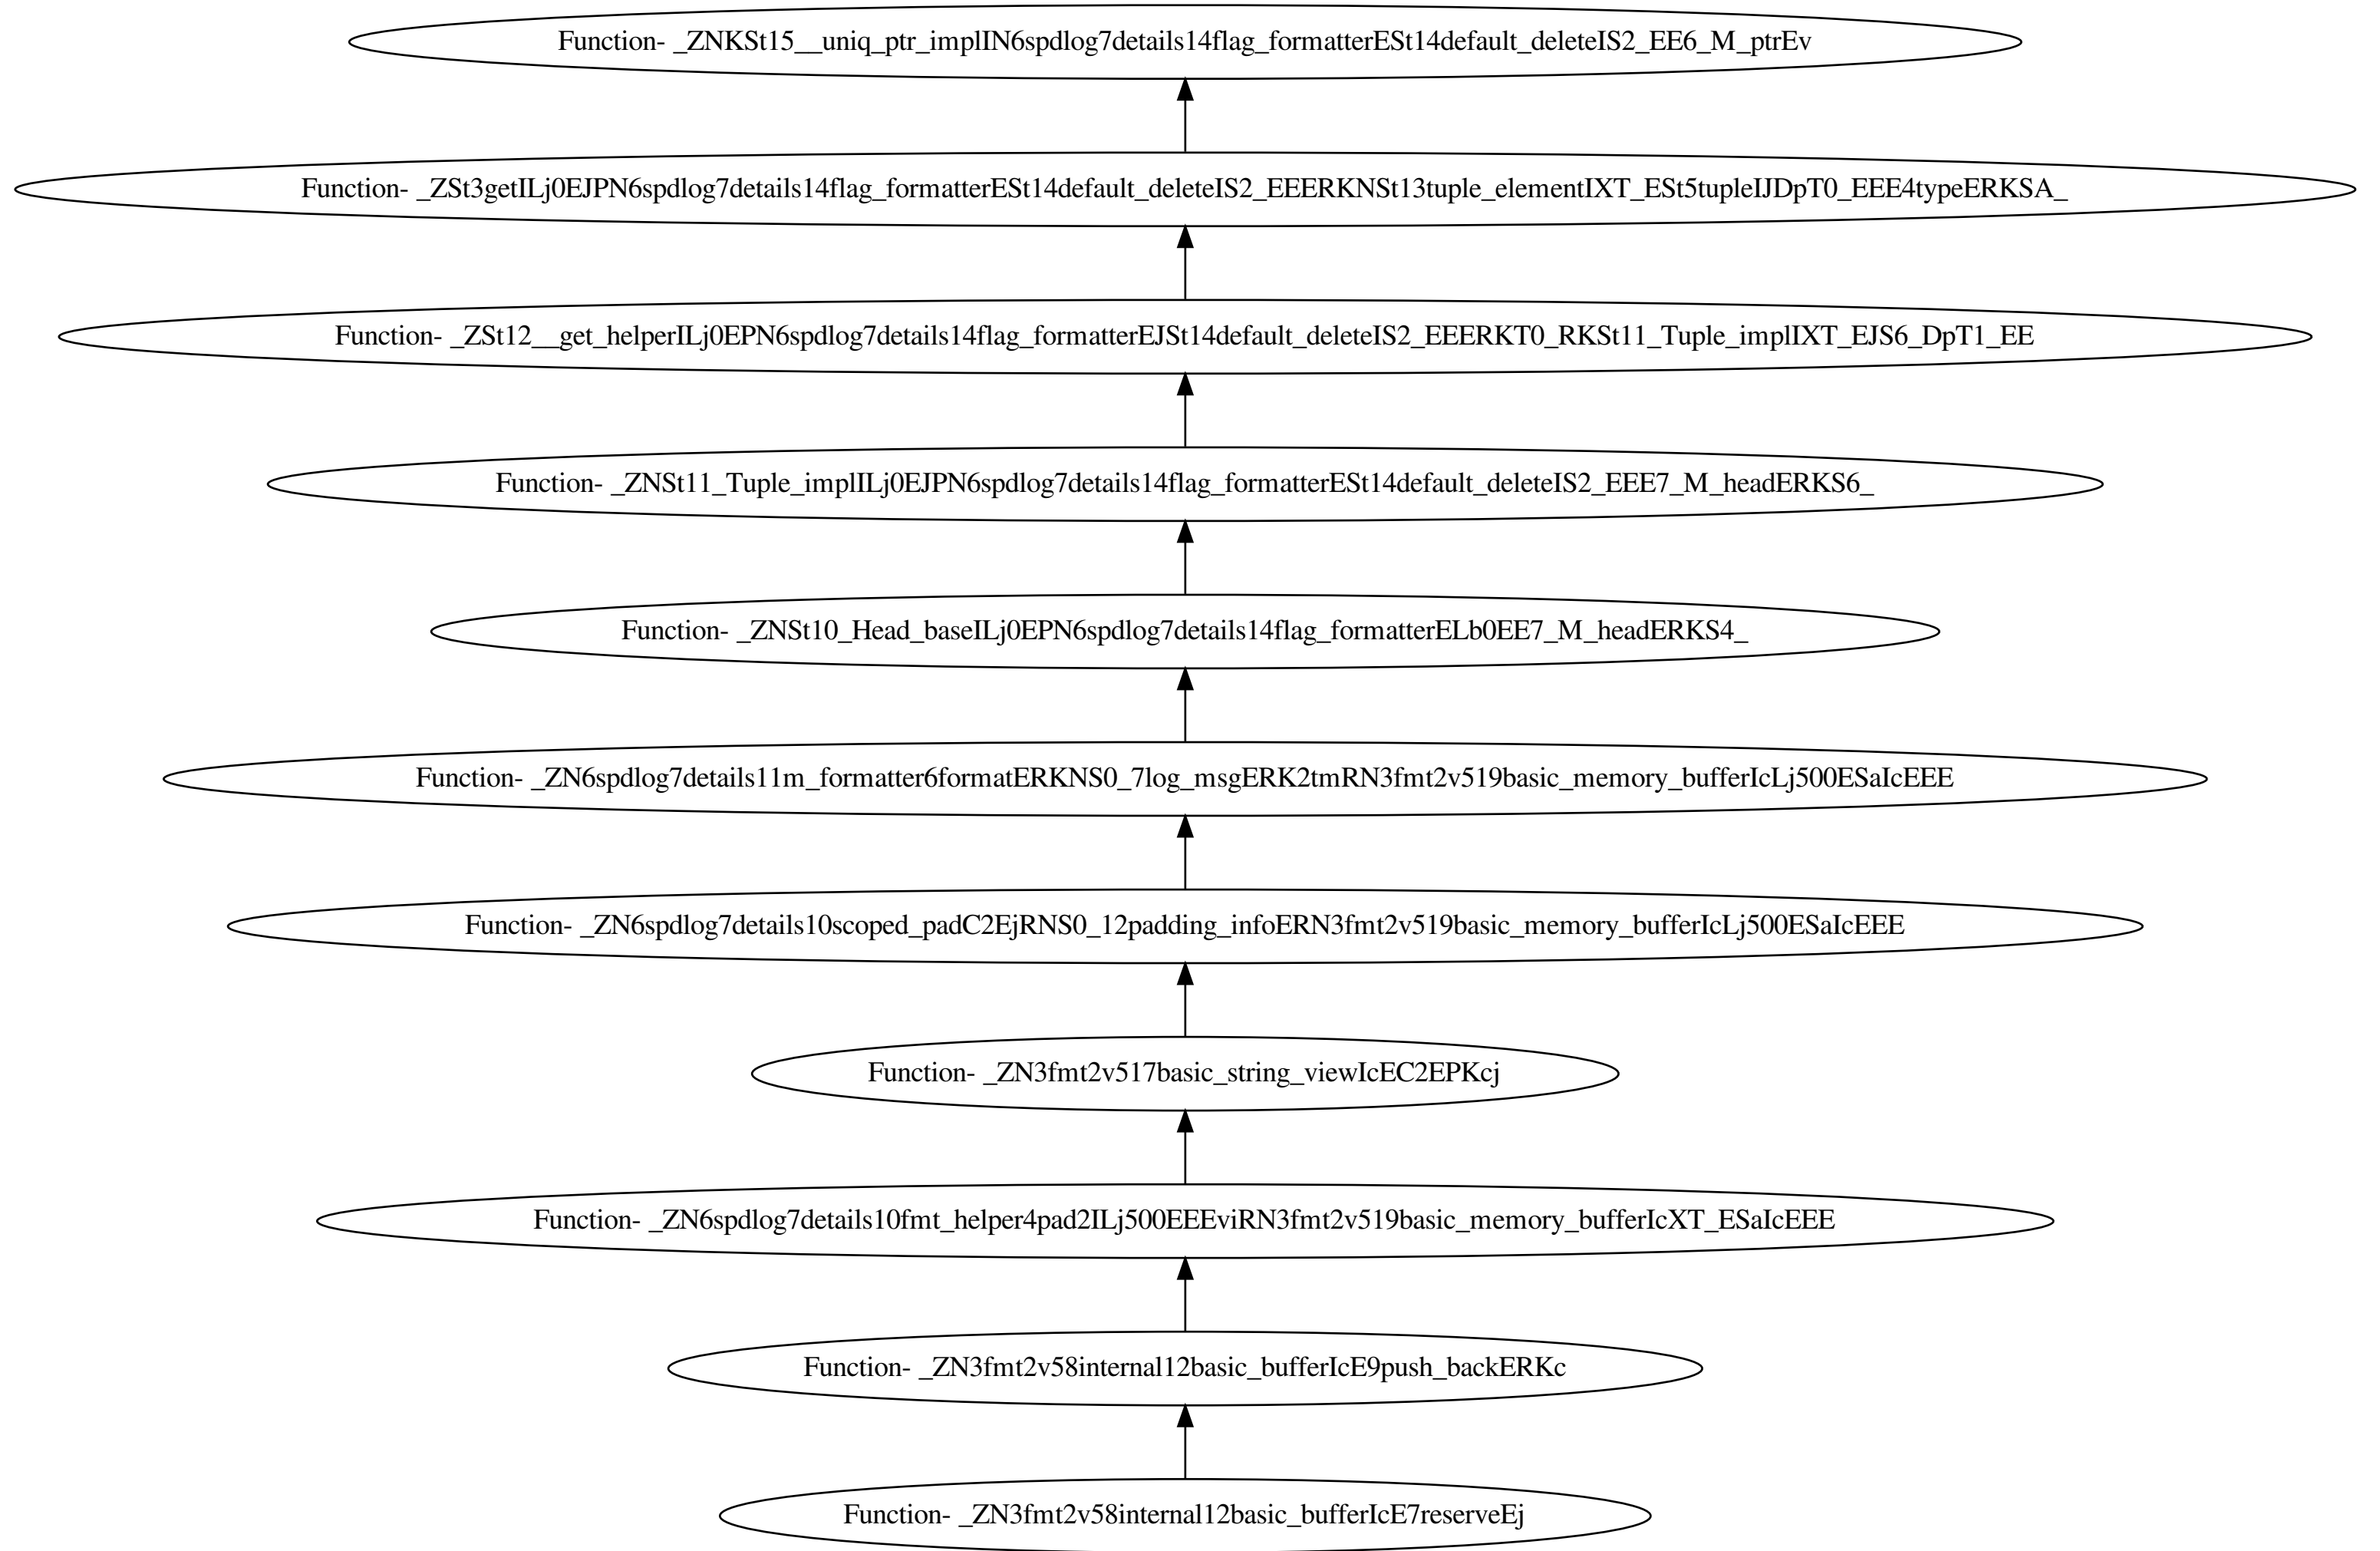 Function- _ZNKSt15__uniq_ptr_implIN6spdlog7details14flag_formatterESt14default_deleteIS2_EE6_M_ptrEv
Function- _ZSt3getILj0EJPN6spdlog7details14flag_formatterESt14default_deleteIS2_EEERKNSt13tuple_elementIXT_ESt5tupleIJDpT0_EEE4typeERKSA_
Function- _ZSt12__get_helperILj0EPN6spdlog7details14flag_formatterEJSt14default_deleteIS2_EEERKT0_RKSt11_Tuple_implIXT_EJS6_DpT1_EE
Function- _ZNSt11_Tuple_implILj0EJPN6spdlog7details14flag_formatterESt14default_deleteIS2_EEE7_M_headERKS6_
Function- _ZNSt10_Head_baseILj0EPN6spdlog7details14flag_formatterELb0EE7_M_headERKS4_
Function- _ZN6spdlog7details11m_formatter6formatERKNS0_7log_msgERK2tmRN3fmt2v519basic_memory_bufferIcLj500ESaIcEEE
Function- _ZN6spdlog7details10scoped_padC2EjRNS0_12padding_infoERN3fmt2v519basic_memory_bufferIcLj500ESaIcEEE
Function- _ZN3fmt2v517basic_string_viewIcEC2EPKcj
Function- _ZN6spdlog7details10fmt_helper4pad2ILj500EEEviRN3fmt2v519basic_memory_bufferIcXT_ESaIcEEE
Function- _ZN3fmt2v58internal12basic_bufferIcE9push_backERKc
Function- _ZN3fmt2v58internal12basic_bufferIcE7reserveEj